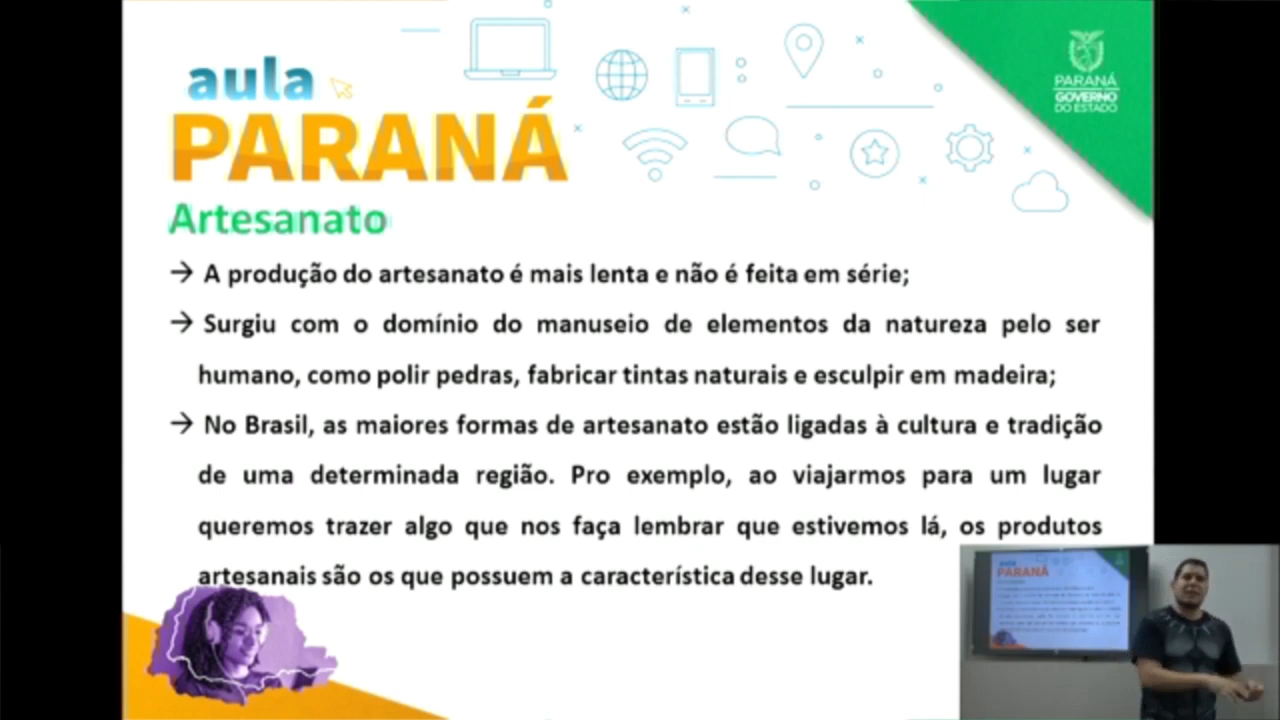 aula
PARANÁ
PARANÁ
GOVERNO
DO ESTADO
Artesanato
→ A produção do artesanato é mais lenta e não é feita em série;
→ Surgiu com o domínio do manuseio de elementos da natureza pelo ser
humano, como polir pedras, fabricar tintas naturais e esculpir em madeira;
→ No Brasil, as maiores formas de artesanato estão ligadas à cultura e tradição
de uma determinada região. Pro exemplo, ao viajarmos para um lugar
queremos trazer algo que nos faça lembrar que estivemos lá, os produtos
artesanais são os que possuem a característica desse lugar.
aula
PARANÁ